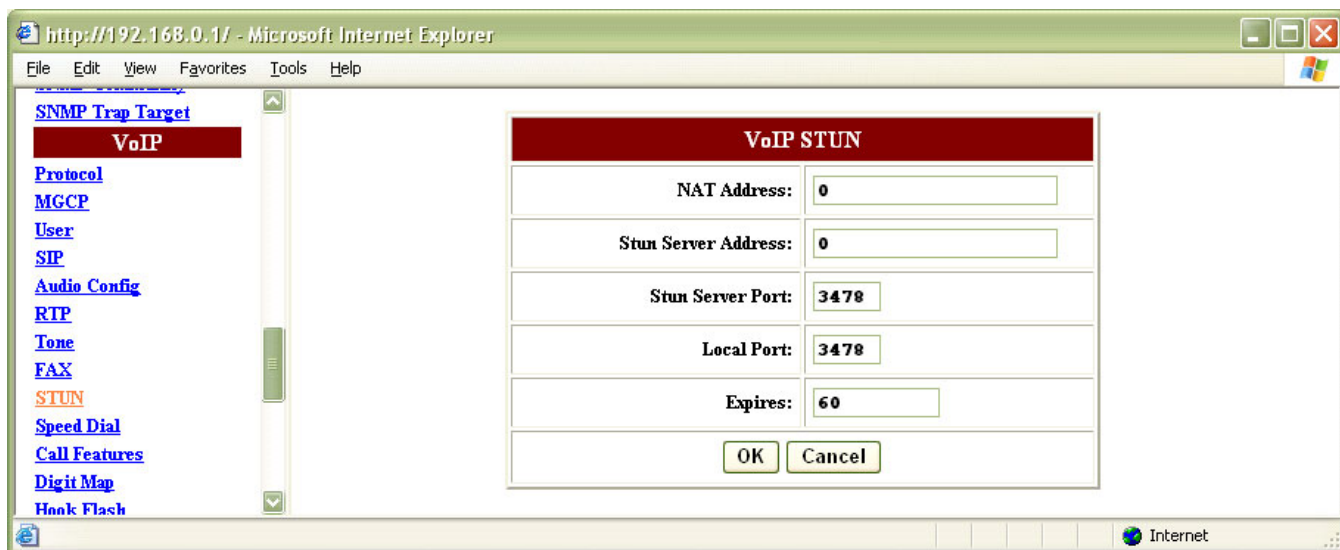 http://192.168.0.1/ - Microsoft Internet Explorer
File Edit View Favorites Tools Help
SNMP Trap Target
VoIP
Protocol
MGCP
User
SIP
Audio Config
RTP
Tone
FAX
STUN
Speed Dial
Call Features
Digit Map
Hook Flash
VoIP STUN
NAT Address: 0
Stun Server Address: 0
Stun Server Port: 3478
Local Port: 3478
Expires: 60
OK Cancel
Internet